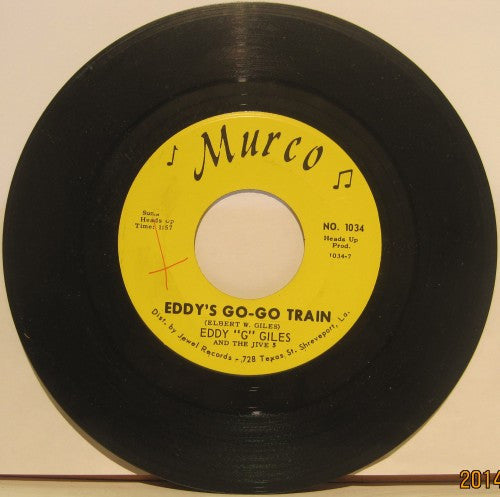 Murco
Heads Up
Time: 1:57
NO. 1034
Heads Up
Prod.
1034-7
EDDY'S GO-GO TRAIN
(ELBERT W. GILES)
EDDY "G" GILES
AND THE JIVE 5
Dist. by Jewel Records - 728 Texas St. Shreveport, La.
2014